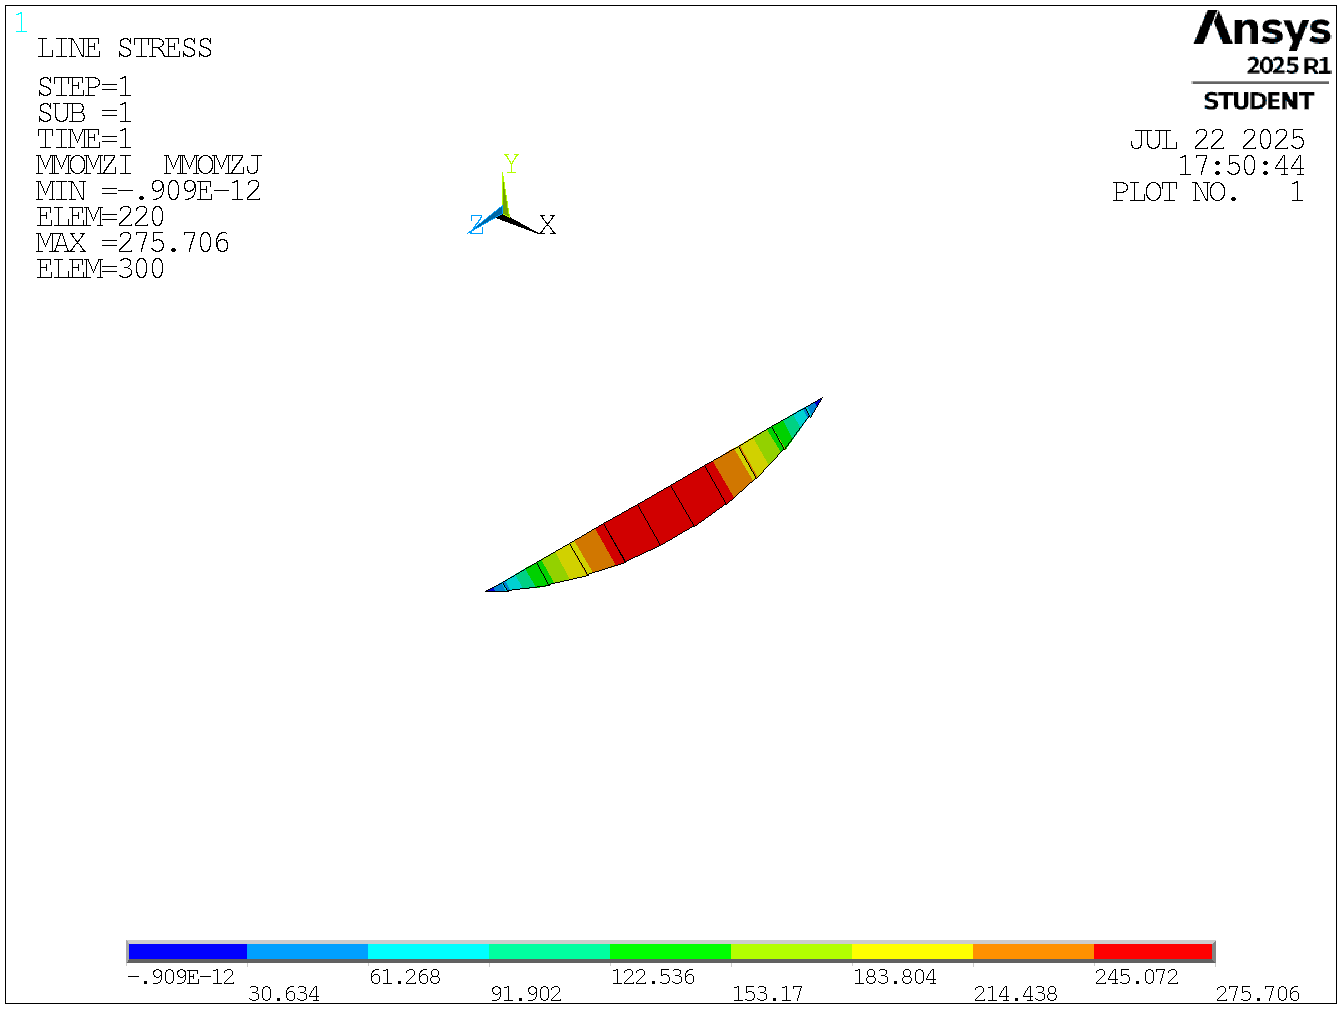 1
LINE STRESS
STEP=1
SUB =1
TIME=1
MMOMZI  MMOMZJ
MIN =-.909E-12
ELEM=220
MAX =275.706
ELEM=300
Ansys
2025 R1
STUDENT
JUL 22 2025
17:50:44
PLOT NO.   1
Y
Z
X
-.909E-12 61.268 122.536 183.804 245.072
30.634 91.902 153.17 214.438 275.706